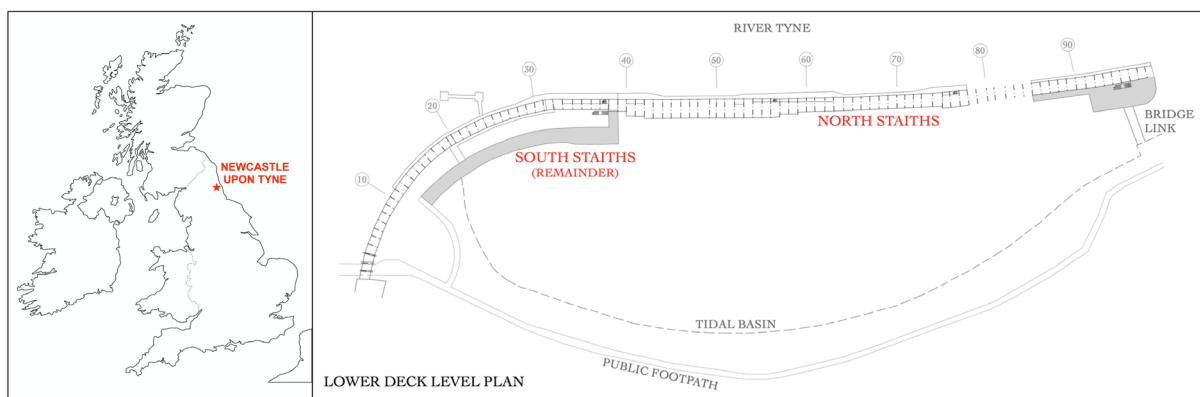 NEWCASTLE
UPON TYNE
RIVER TYNE
10
20
30
40
50
60
70
80
90
NORTH STAITHS
SOUTH STAITHS
(REMAINDER)
BRIDGE
LINK
TIDAL BASIN
PUBLIC FOOTPATH
LOWER DECK LEVEL PLAN